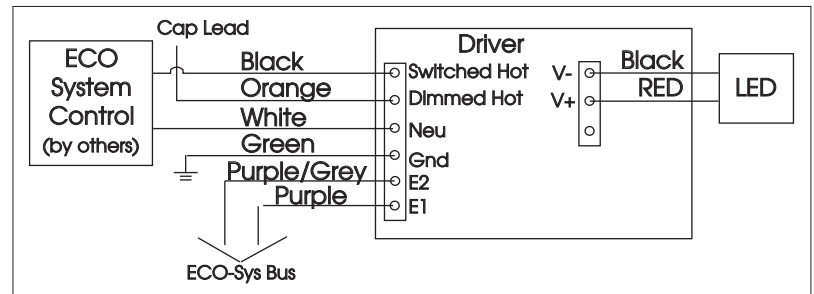 Cap Lead
ECO
System
Control
(by others)
Black
Orange
White
Green
Purple/Grey
Purple
ECO-Sys Bus
Driver
Switched Hot
Dimmed Hot
Neu
Gnd
E2
E1
V-
V+
Black
RED
LED